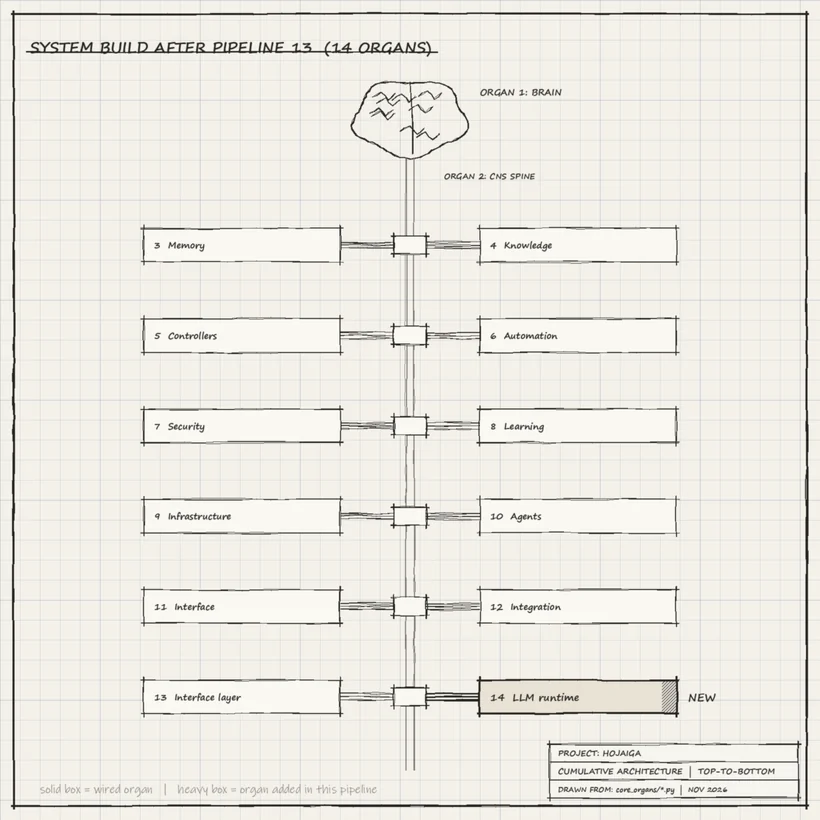 SYSTEM BUILD AFTER PIPELINE 13 (14 ORGANS)
ORGAN 1: BRAIN
ORGAN 2: CNS SPINE
3 Memory
4 Knowledge
5 Controllers
6 Automation
7 Security
8 Learning
9 Infrastructure
10 Agents
11 Interface
12 Integration
13 Interface layer
14 LLM runtime
NEW
PROJECT: HOJAIGA
CUMULATIVE ARCHITECTURE | TOP-TO-BOTTOM
DRAWN FROM: core_organs/*.py | NOV 2026
solid box = wired organ | heavy box = organ added in this pipeline